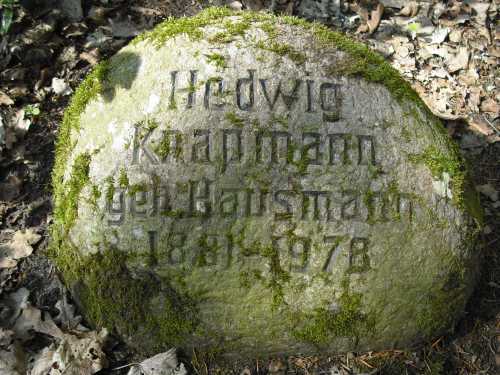 Hedwig
Knapmann
geb. Hausmann
1881-1978